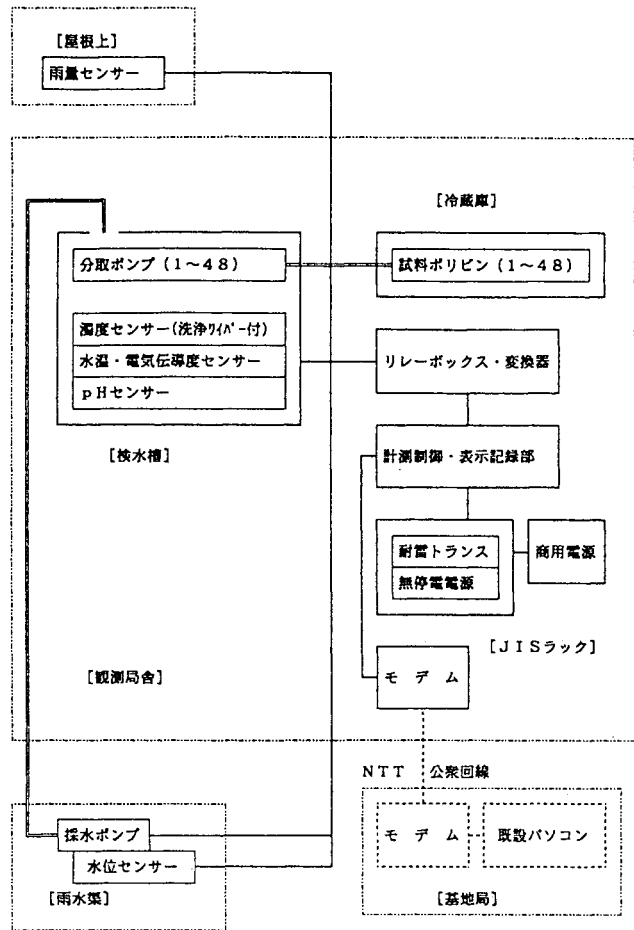 [屋根上]
雨量センサー
[冷蔵庫]
分取ポンプ(1~48)
試料ポリビン(1~48)
濁度センサー(洗浄ワイパー付)
水温・電気伝導度センサー
pHセンサー
リレーボックス・変換器
[検水槽]
計測制御・表示記録部
耐雷トランス
無停電電源
商用電源
[JISラック]
[観測局舎]
モデム
NTT 公衆回線
採水ポンプ
水位センサー
モデム
既設パソコン
[雨水渠]
[基地局]